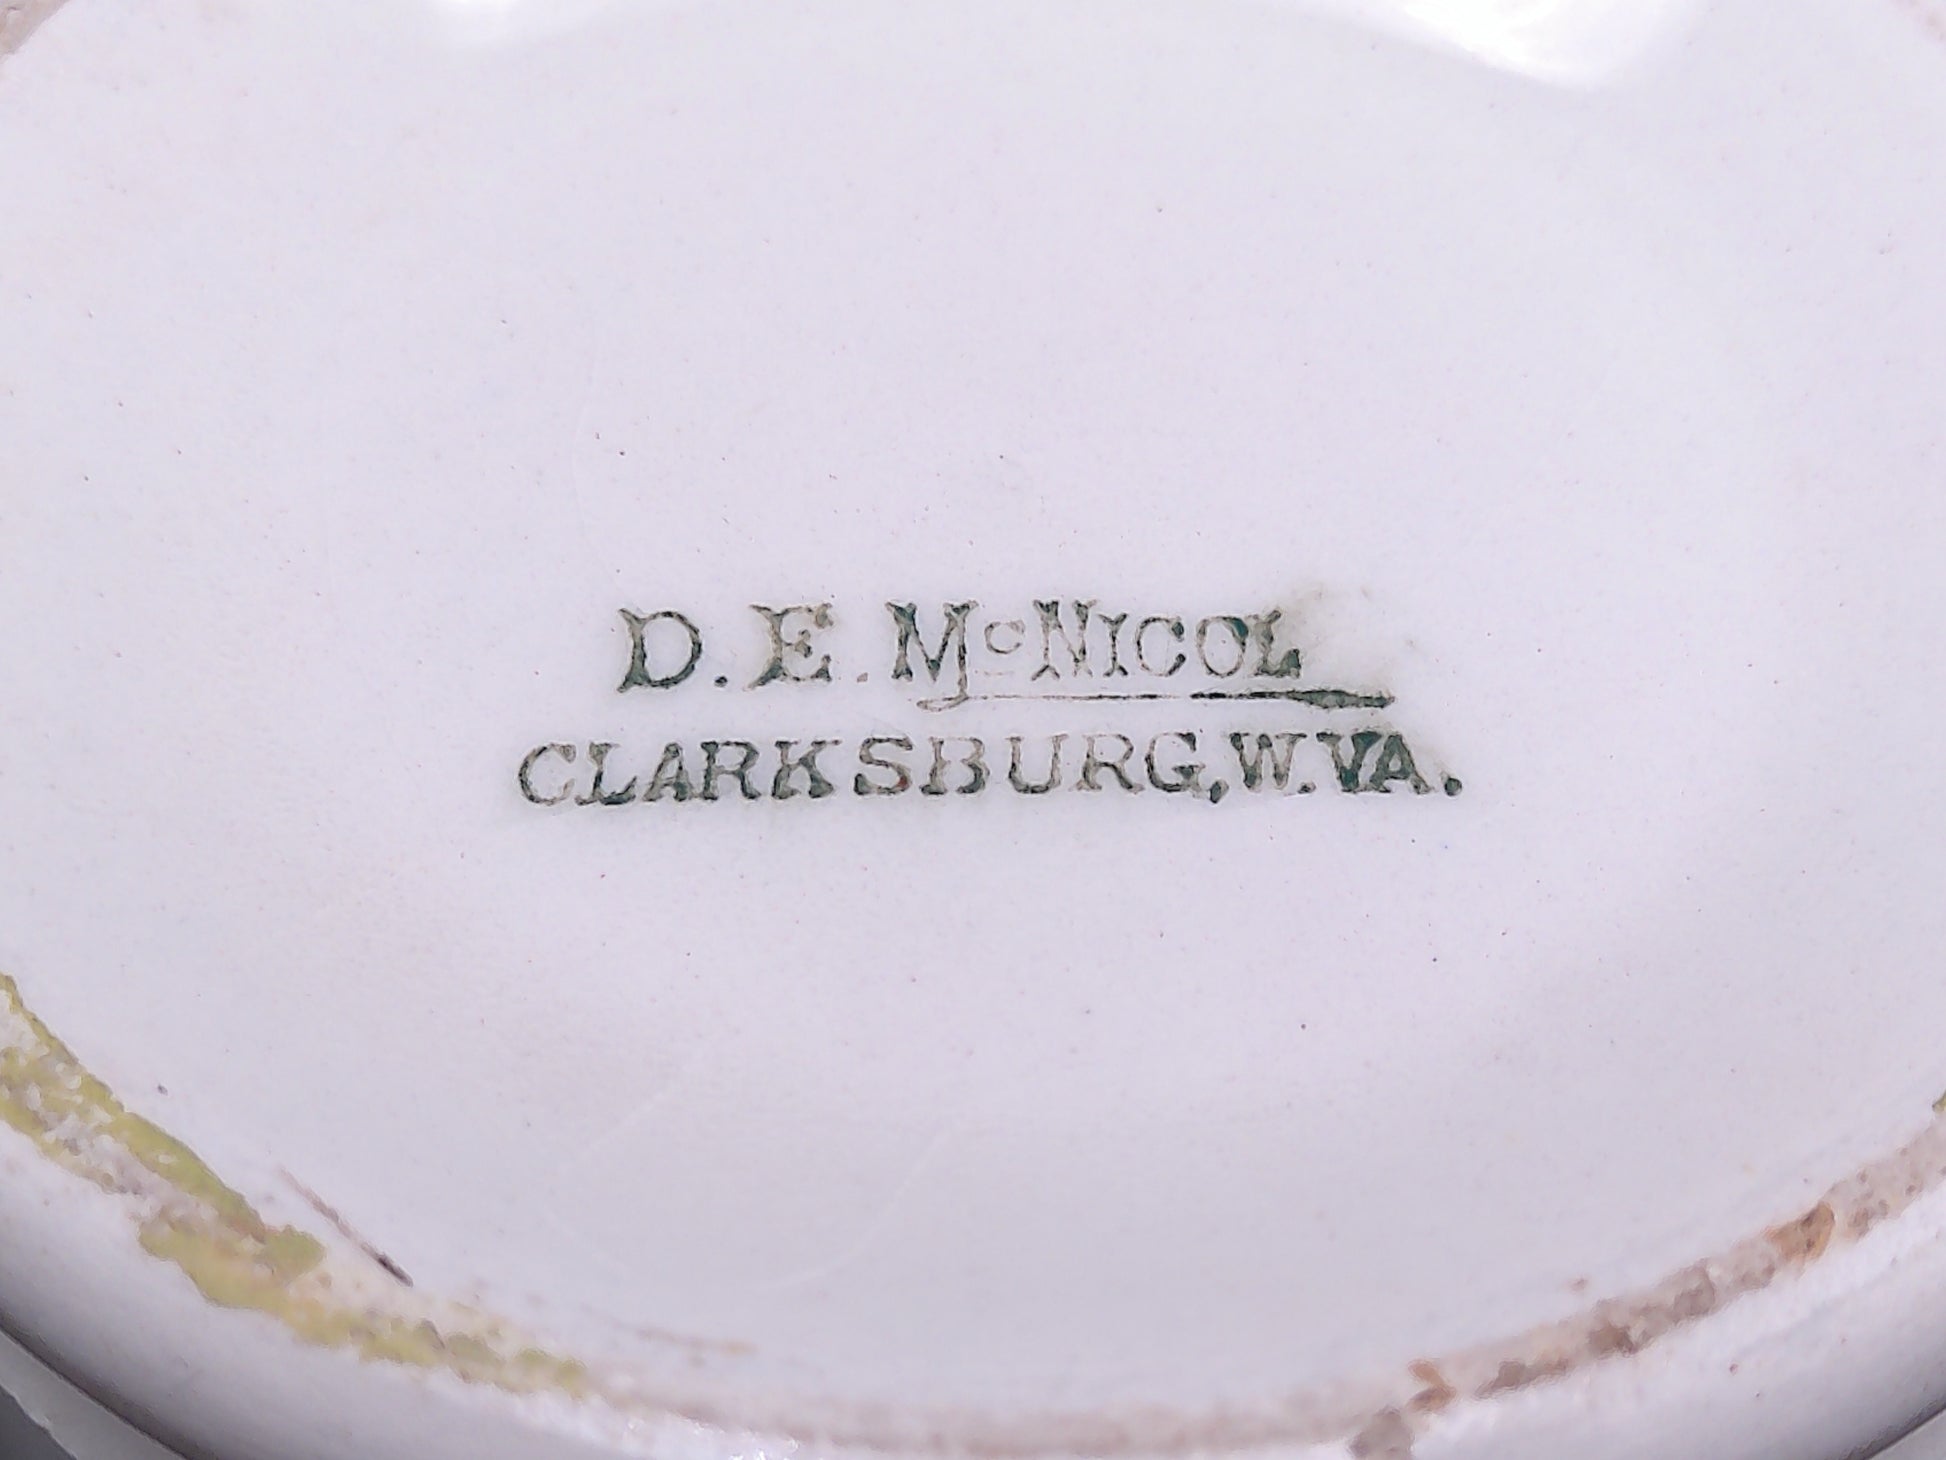 D. E. McNICOL
CLARKSBURG, W. VA.